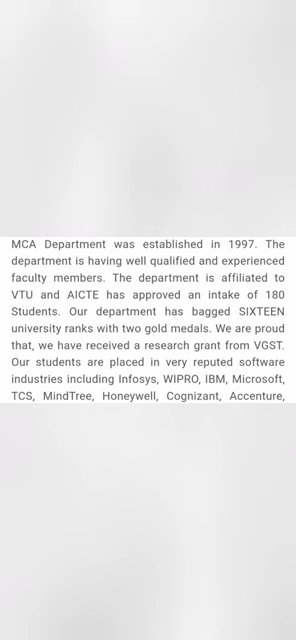 MCA Department was established in 1997. The
department is having well qualified and experienced
faculty members. The department is affiliated to
VTU and AICTE has approved an intake of 180
Students. Our department has bagged SIXTEEN
university ranks with two gold medals. We are proud
that, we have received a research grant from VGST.
Our students are placed in very reputed software
industries including Infosys, WIPRO, IBM, Microsoft,
TCS, MindTree, Honeywell, Cognizant, Accenture,